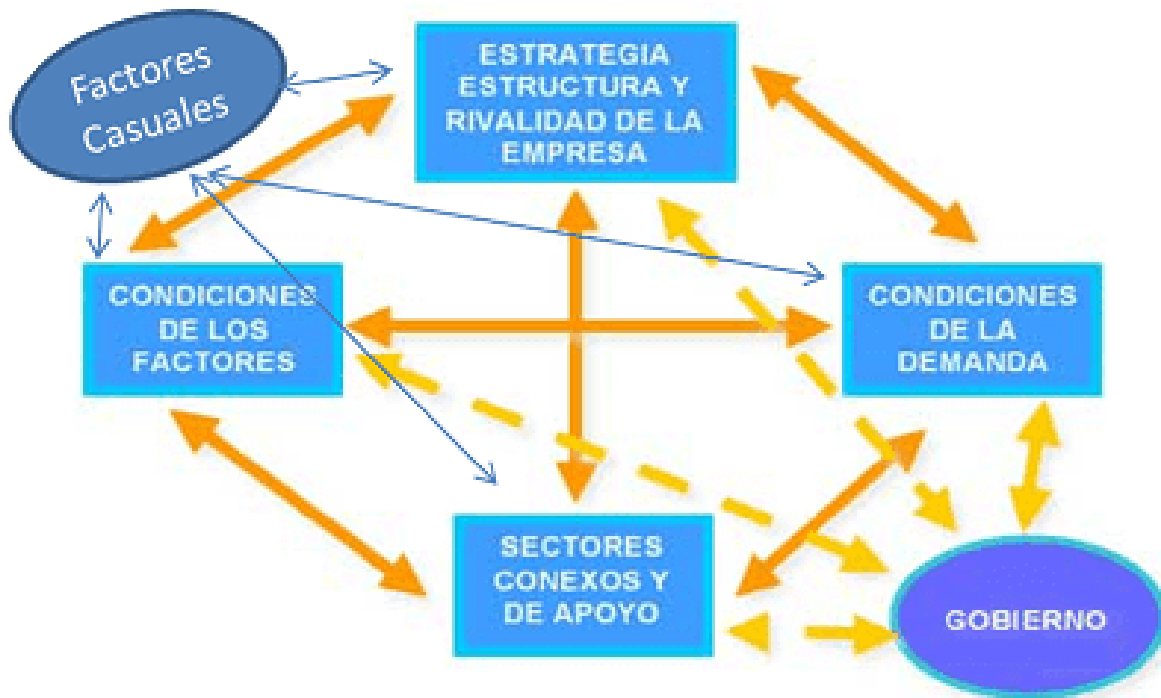 Factores
Casuales
ESTRATEGIA
ESTRUCTURA Y
RIVALIDAD DE LA
EMPRESA
CONDICIONES
DE LOS
FACTORES
CONDICIONES
DE LA
DEMANDA
SECTORES
CONEXOS Y
DE APOYO
GOBIERNO